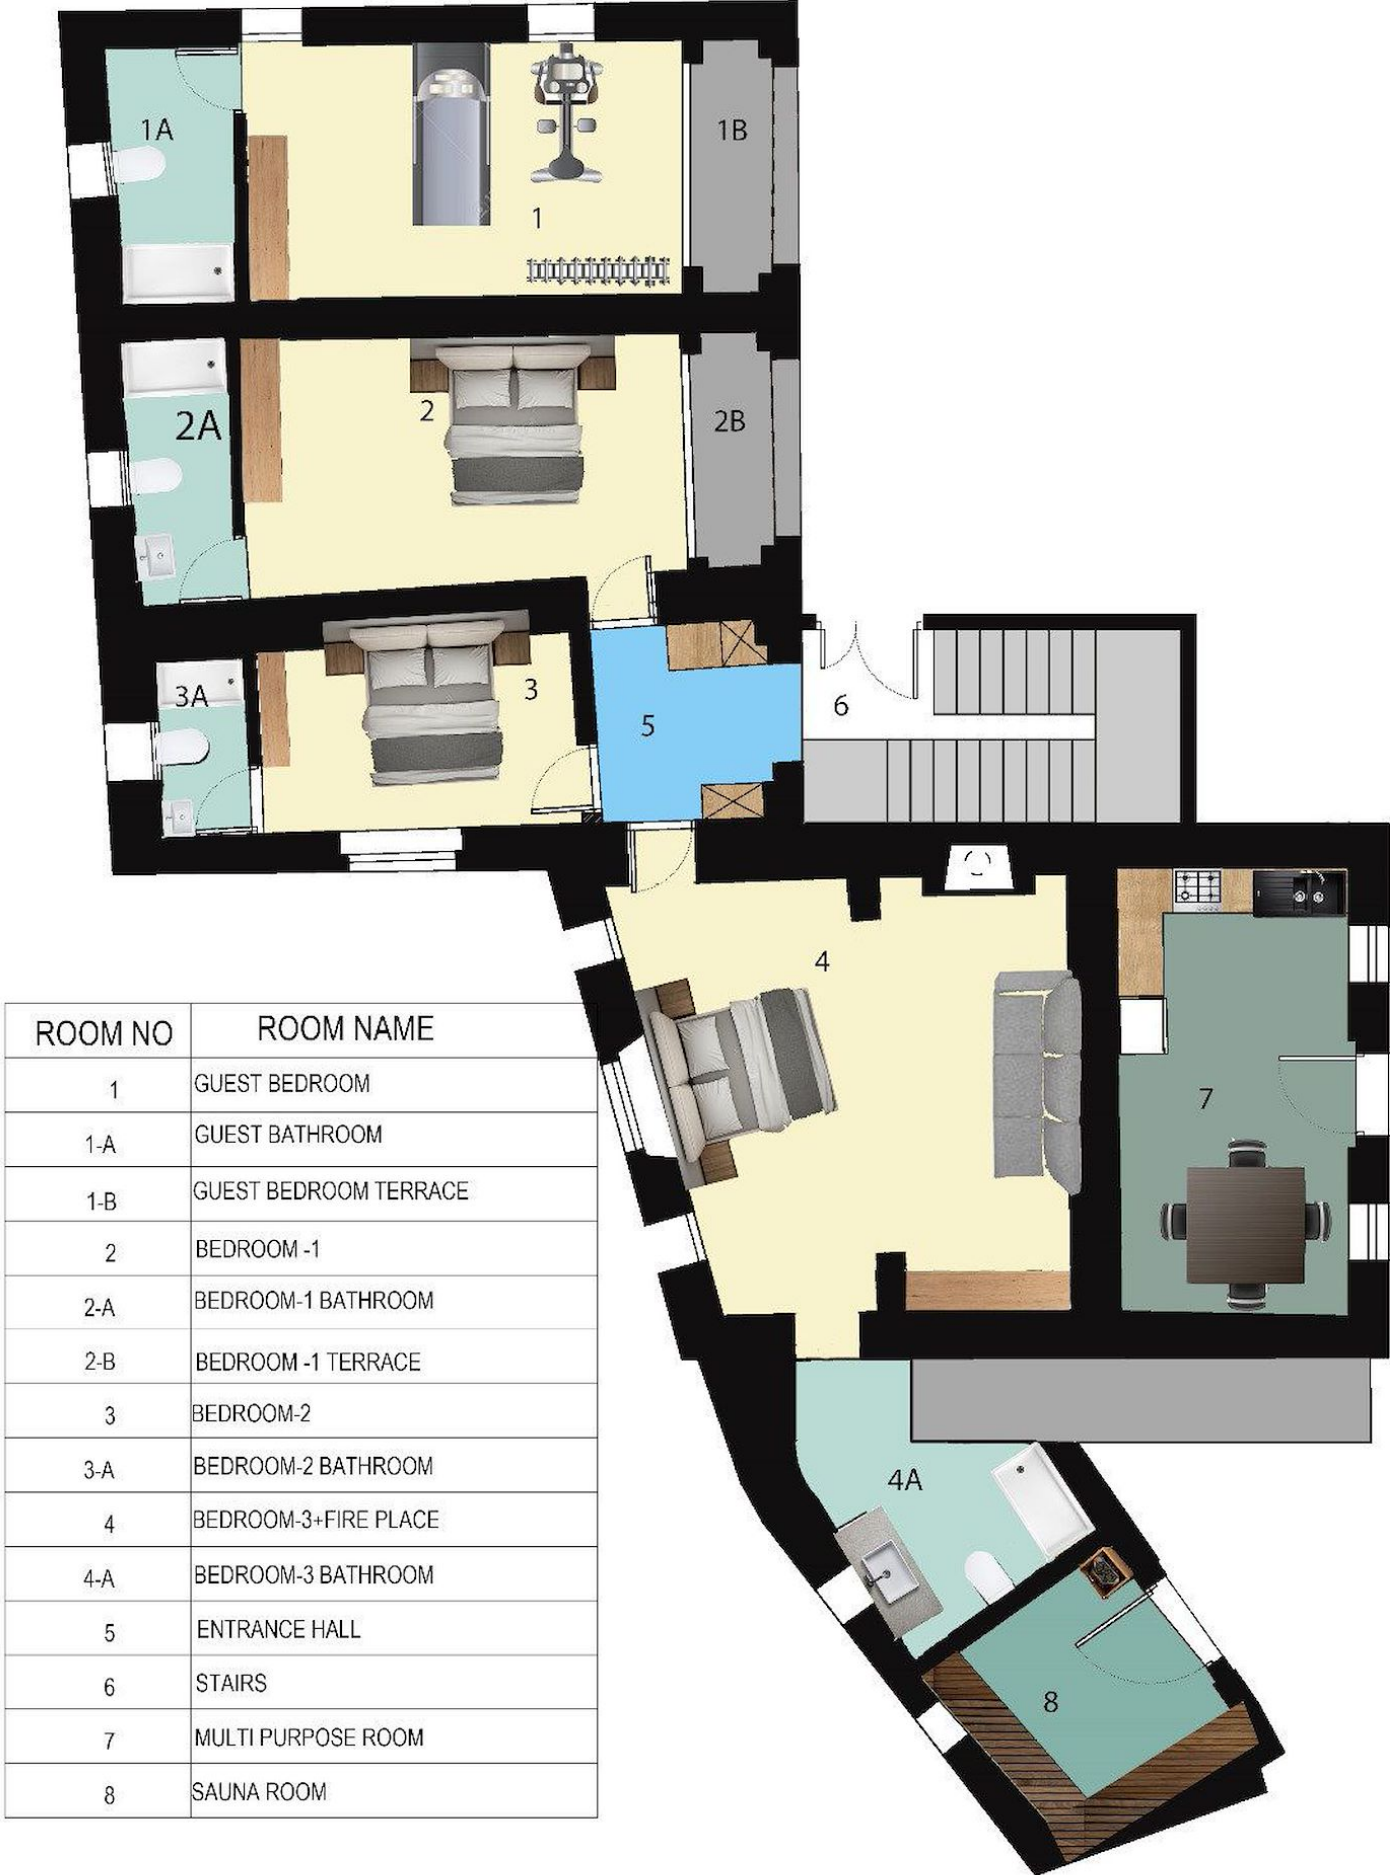 1A
1B
1
2A
2
2B
3A
3
5
6
4
7
4A
8
ROOM NO ROOM NAME
1 GUEST BEDROOM
1-A GUEST BATHROOM
1-B GUEST BEDROOM TERRACE
2 BEDROOM -1
2-A BEDROOM-1 BATHROOM
2-B BEDROOM -1 TERRACE
3 BEDROOM-2
3-A BEDROOM-2 BATHROOM
4 BEDROOM-3+FIRE PLACE
4-A BEDROOM-3 BATHROOM
5 ENTRANCE HALL
6 STAIRS
7 MULTI PURPOSE ROOM
8 SAUNA ROOM